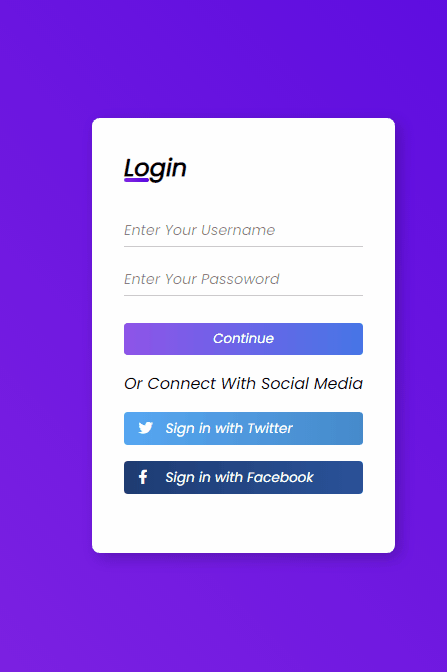 Login
Enter Your Username
Enter Your Passoword
Continue
Or Connect With Social Media
Sign in with Twitter
Sign in with Facebook